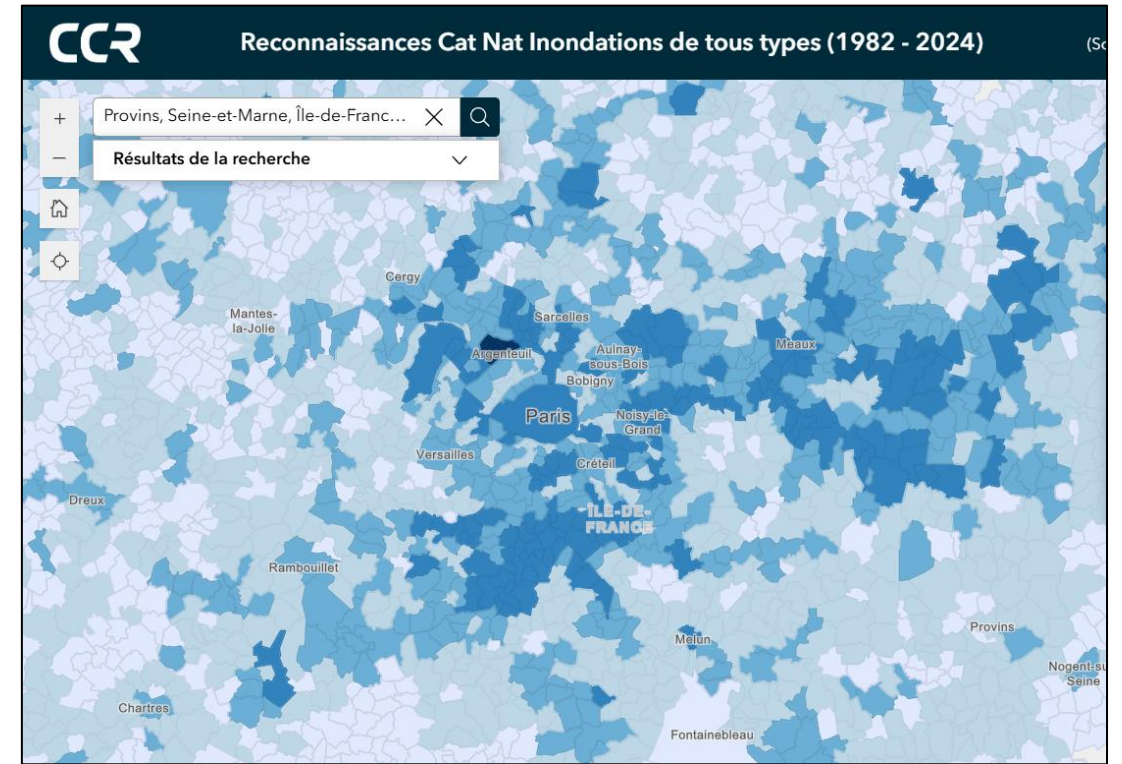 CCR
Reconnaissances Cat Nat Inondations de tous types (1982 - 2024)
(Sc
+
Provins, Seine-et-Marne, Île-de-Franc...
−
Résultats de la recherche
Cergy
Mantes-
la-Jolie
Sarcelles
Argenteuil
Aulnay-
sous-Bois
Meaux
Bobigny
Paris
Noisy-le-
Grand
Versailles
Créteil
Dreux
ÎLE-DE-
FRANCE
Rambouillet
Provins
Melun
Nogent-su
Seine
Chartres
Fontainebleau